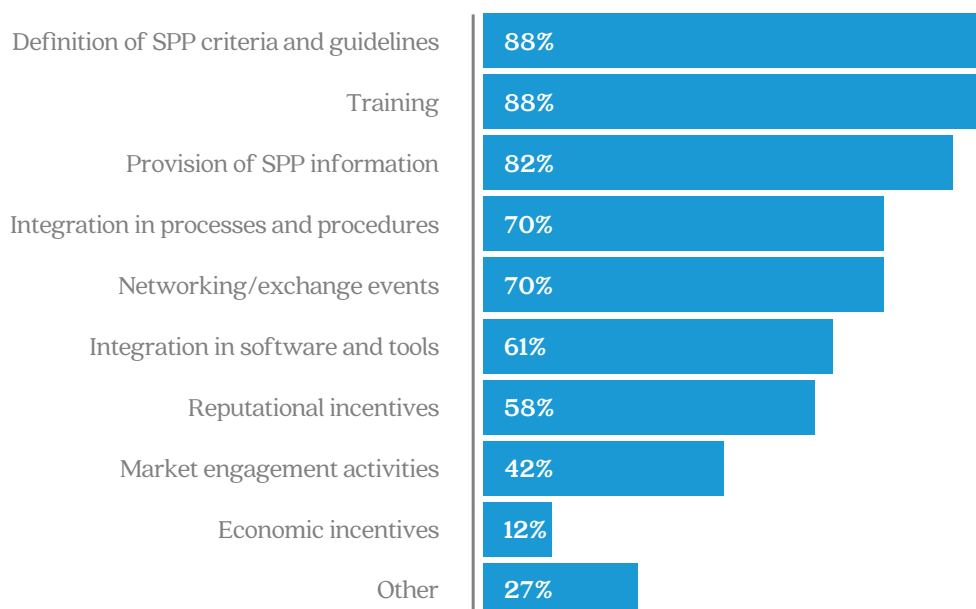 Definition of SPP criteria and guidelines 88%
Training 88%
Provision of SPP information 82%
Integration in processes and procedures 70%
Networking/exchange events 70%
Integration in software and tools 61%
Reputational incentives 58%
Market engagement activities 42%
Economic incentives 12%
Other 27%